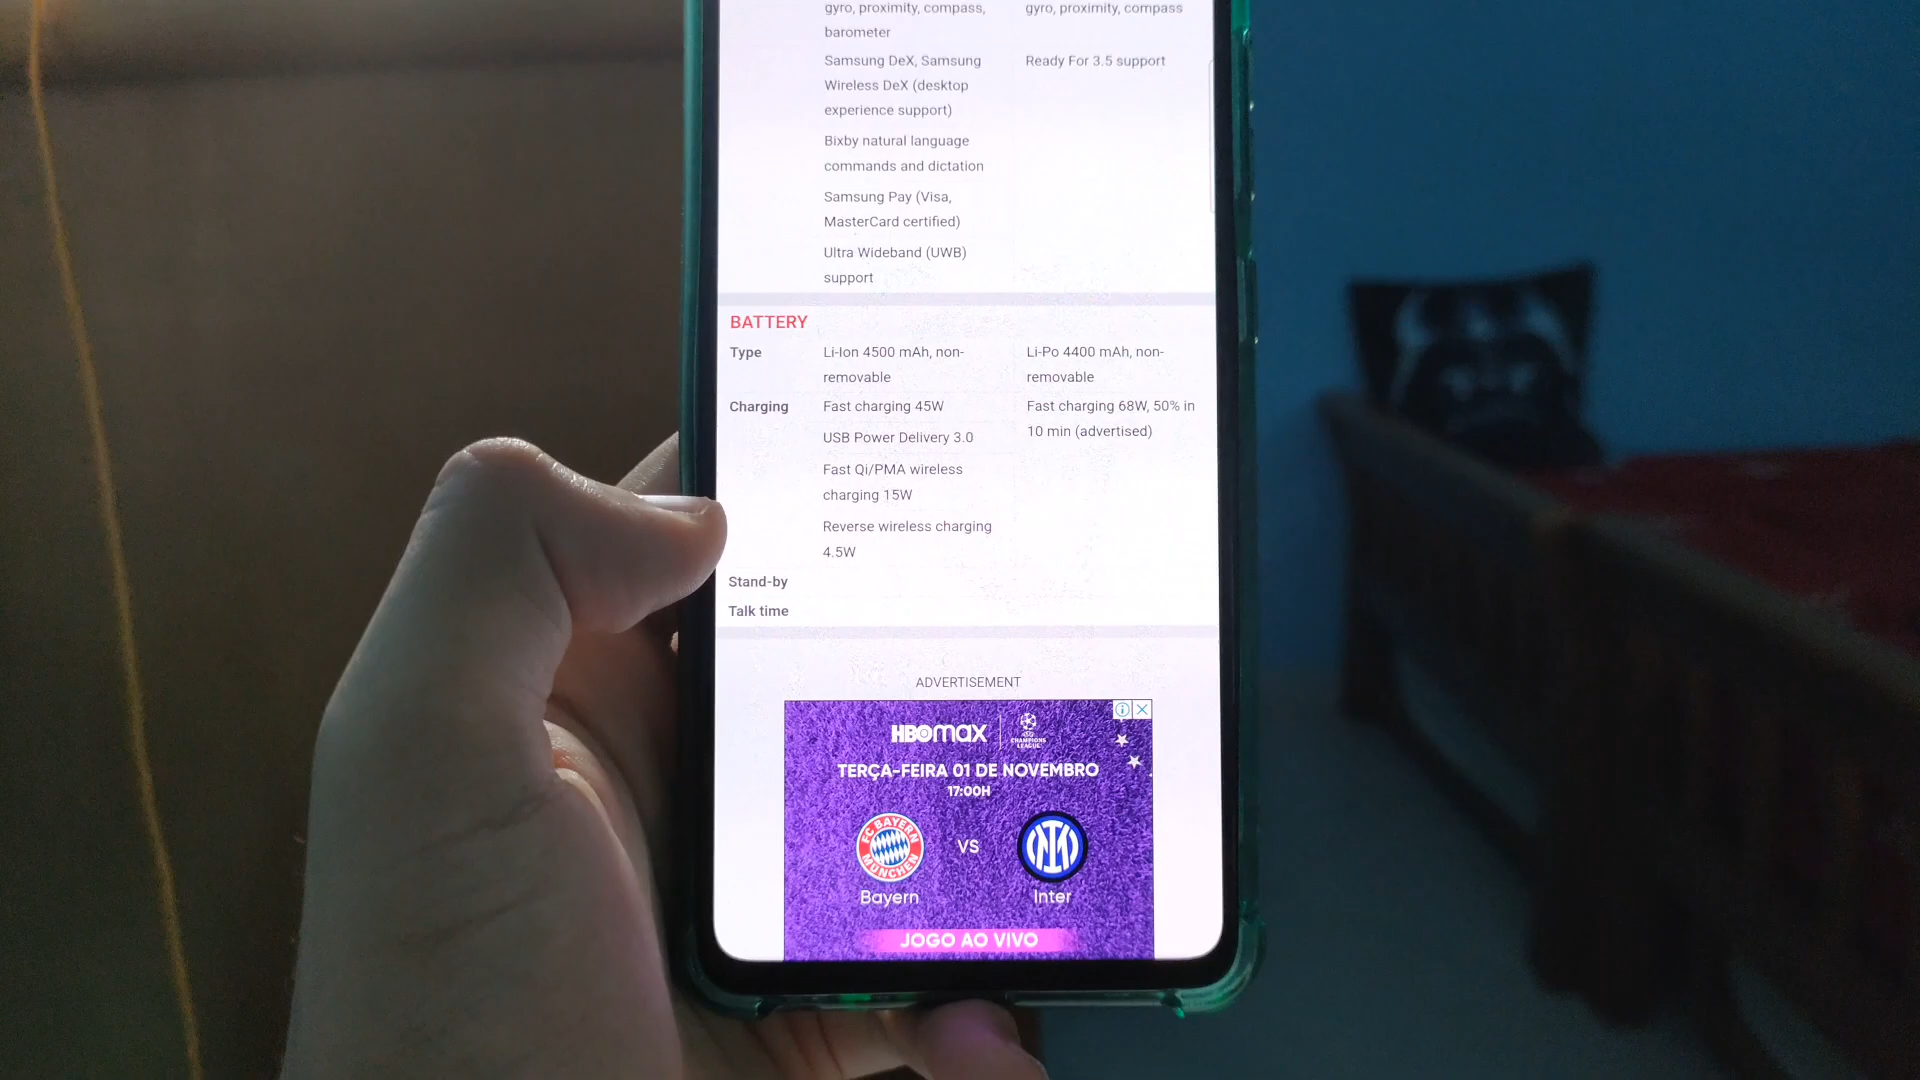 gyro, proximity, compass,
barometer
gyro, proximity, compass
Samsung DeX, Samsung
Wireless DeX (desktop
experience support)
Ready For 3.5 support
Bixby natural language
commands and dictation
Samsung Pay (Visa,
MasterCard certified)
Ultra Wideband (UWB)
support
BATTERY
Type
Li-Ion 4500 mAh, non-
removable
Li-Po 4400 mAh, non-
removable
Charging
Fast charging 45W
USB Power Delivery 3.0
Fast Qi/PMA wireless
charging 15W
Reverse wireless charging
4.5W
Fast charging 68W, 50% in
10 min (advertised)
Stand-by
Talk time
ADVERTISEMENT
HBOMAX
CHAMPIONS
LEAGUE
TERÇA-FEIRA 01 DE NOVEMBRO
17:00H
FC BAYERN
MÜNCHEN
VS
Bayern
Inter
JOGO AO VIVO